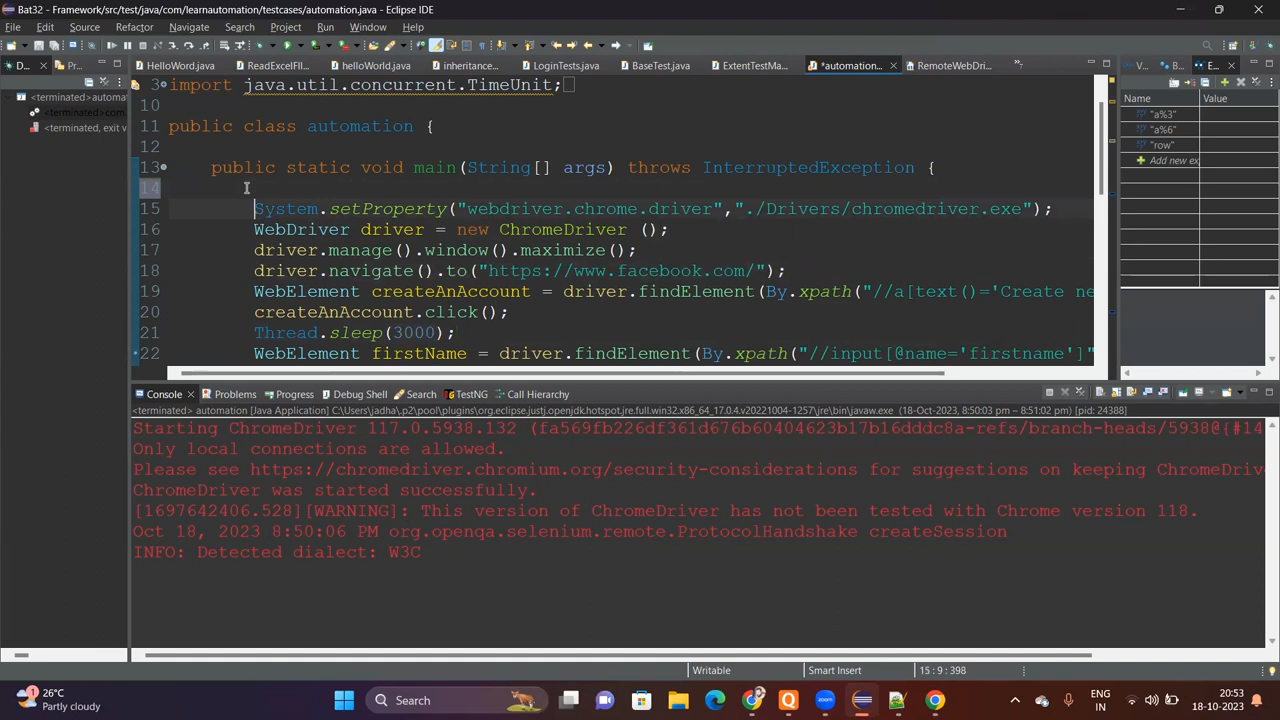 Bat32 - Framework/src/test/java/com/learnautomation/testcases/automation.java - Eclipse IDE
File Edit Source Refactor Navigate Search Project Run Window Help
D... Pr...
HelloWord.java ReadExcelFIl... helloWorld.java inheritance... LoginTests.java BaseTest.java ExtentTestMa... *automation... RemoteWebDri...
V... B... E...
<terminated>automat
<terminated>com.
<terminated, exit v
3 import java.util.concurrent.TimeUnit;
10
11 public class automation {
12
13 public static void main(String[] args) throws InterruptedException {
14
15 System.setProperty("webdriver.chrome.driver","./Drivers/chromedriver.exe");
16 WebDriver driver = new ChromeDriver ();
17 driver.manage().window().maximize();
18 driver.navigate().to("https://www.facebook.com/");
19 WebElement createAnAccount = driver.findElement(By.xpath("//a[text()='Create ne
20 createAnAccount.click();
21 Thread.sleep(3000);
22 WebElement firstName = driver.findElement(By.xpath("//input[@name='firstname']"
Name Value
"a%3"
"a%6"
"row"
Add new ex
Console Problems Progress Debug Shell Search TestNG Call Hierarchy
<terminated> automation [Java Application] C:\Users\jadha\.p2\pool\plugins\org.eclipse.justj.openjdk.hotspot.jre.full.win32.x86_64_17.0.4.v20221004-1257\jre\bin\javaw.exe (18-Oct-2023, 8:50:03 pm – 8:51:02 pm) [pid: 24388]
Starting ChromeDriver 117.0.5938.132 (fa569fb226df361d676b60404623b17b16dddc8a-refs/branch-heads/5938@{#14
Only local connections are allowed.
Please see https://chromedriver.chromium.org/security-considerations for suggestions on keeping ChromeDrive
ChromeDriver was started successfully.
[1697642406.528][WARNING]: This version of ChromeDriver has not been tested with Chrome version 118.
Oct 18, 2023 8:50:06 PM org.openqa.selenium.remote.ProtocolHandshake createSession
INFO: Detected dialect: W3C
Writable Smart Insert 15 : 9 : 398
1
26°C
Partly cloudy
Search
ENG
IN
20:53
18-10-2023